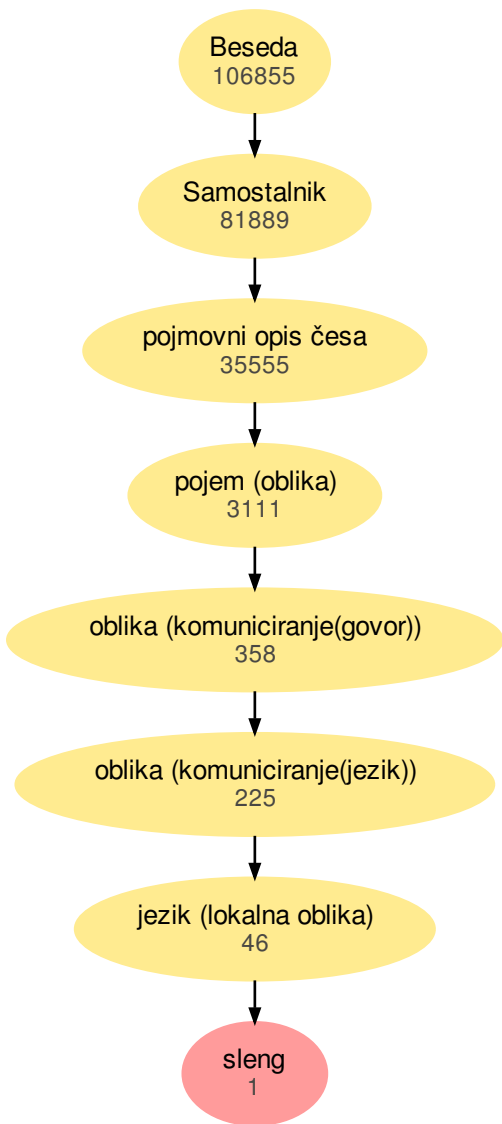 Beseda
106855
Samostalnik
81889
pojmovni opis česa
35555
pojem (oblika)
3111
oblika (komuniciranje(govor))
358
oblika (komuniciranje(jezik))
225
jezik (lokalna oblika)
46
sleng
1